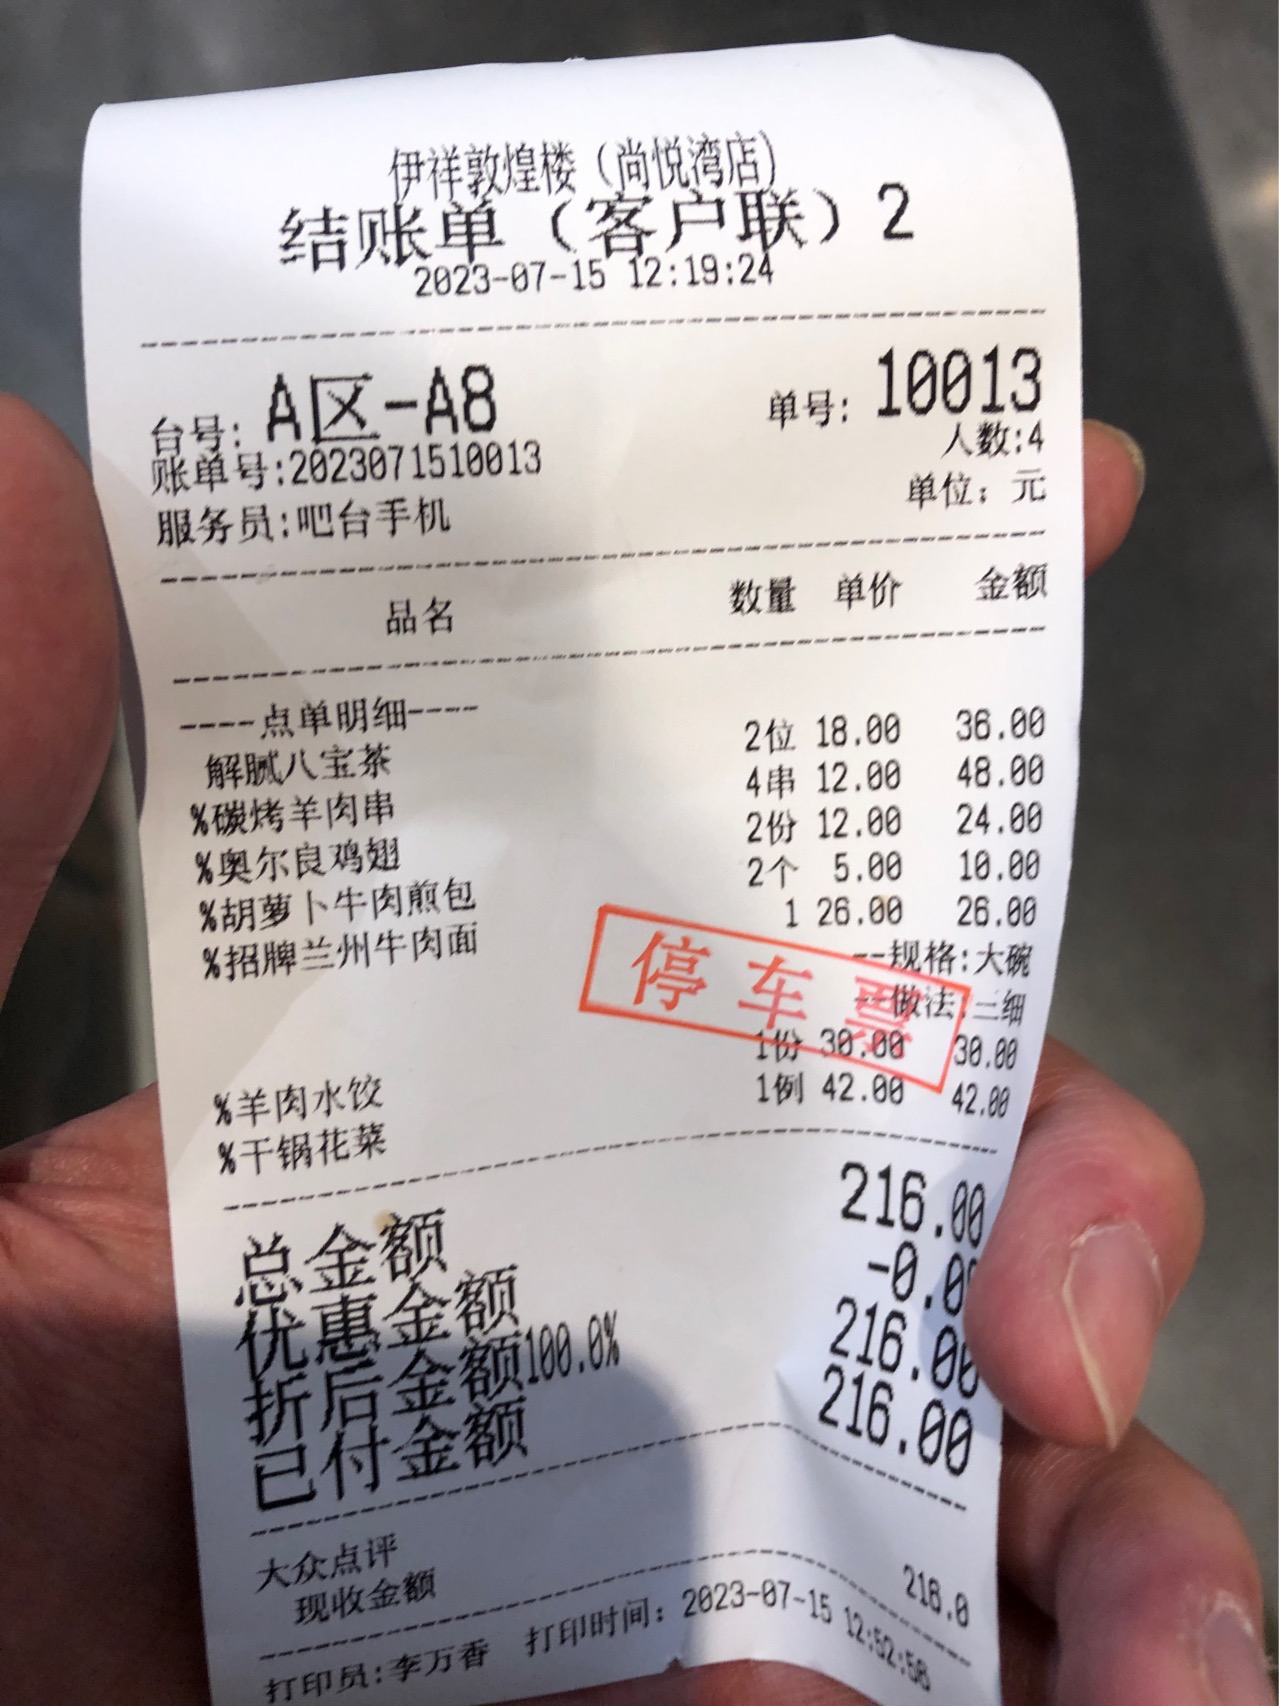 伊祥敦煌楼（尚悦湾店）
结账单（客户联）2
2023-07-15 12:19:24
台号: A区-A8 单号: 10013
账单号:2023071510013 人数:4
服务员:吧台手机 单位: 元
品名 数量 单价 金额
----点单明细----
解腻八宝茶 2位 18.00 36.00
%碳烤羊肉串 4串 12.00 48.00
%奥尔良鸡翅 2份 12.00 24.00
%胡萝卜牛肉煎包 2个 5.00 10.00
%招牌兰州牛肉面 1 26.00 26.00
--规格:大碗
--做法:三细
停车票
%羊肉水饺 1份 30.00 30.00
%干锅花菜 1例 42.00 42.00
总金额 216.00
优惠金额 -0.00
折后金额100.0% 216.00
已付金额 216.00
大众点评 216.0
现收金额
打印员:李万香 打印时间: 2023-07-15 12:52:58